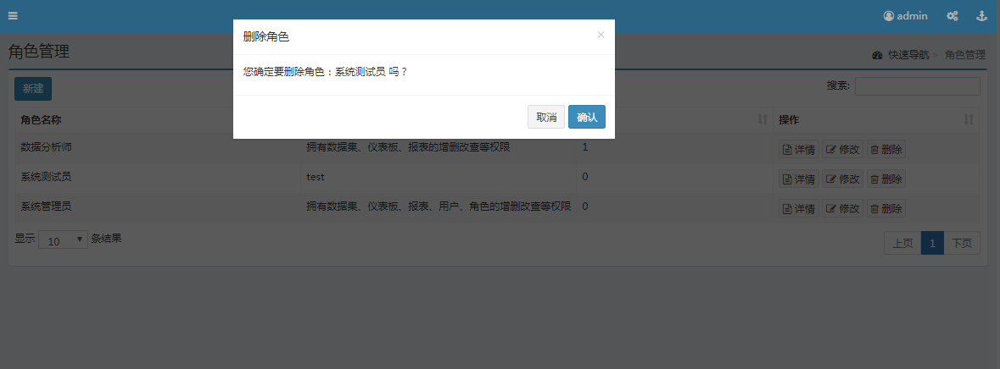 admin
删除角色
×
您确定要删除角色：系统测试员 吗？
取消 确认
角色管理
快速导航 > 角色管理
新建
搜索:
角色名称 操作
数据分析师 拥有数据集、仪表板、报表的增删改查等权限 1 详情 修改 删除
系统测试员 test 0 详情 修改 删除
系统管理员 拥有数据集、仪表板、报表、用户、角色的增删改查等权限 0 详情 修改 删除
显示 10 条结果
上页 1 下页